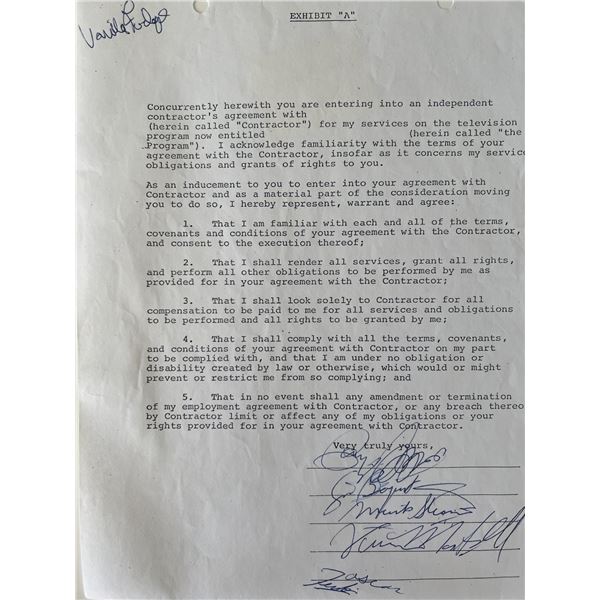 Vanilla Fudge
EXHIBIT "A"
Concurrently herewith you are entering into an independent
contractor's agreement with
(herein called "Contractor") for my services on the television
program now entitled (herein called "the
Program"). I acknowledge familiarity with the terms of your
agreement with the Contractor, insofar as it concerns my servic
obligations and grants of rights to you.
As an inducement to you to enter into your agreement with
Contractor and as a material part of the consideration moving
you to do so, I hereby represent, warrant and agree:
1. That I am familiar with each and all of the terms,
covenants and conditions of your agreement with the Contractor,
and consent to the execution thereof;
2. That I shall render all services, grant all rights,
and perform all other obligations to be performed by me as
provided for in your agreement with the Contractor;
3. That I shall look solely to Contractor for all
compensation to be paid to me for all services and obligations
to be performed and all rights to be granted by me;
4. That I shall comply with all the terms, covenants,
and conditions of your agreement with Contractor on my part
to be complied with, and that I am under no obligation or
disability created by law or otherwise, which would or might
prevent or restrict me from so complying; and
5. That in no event shall any amendment or termination
of my employment agreement with Contractor, or any breach thereo
by Contractor limit or affect any of my obligations or your
rights provided for in your agreement with Contractor.
Very truly yours,